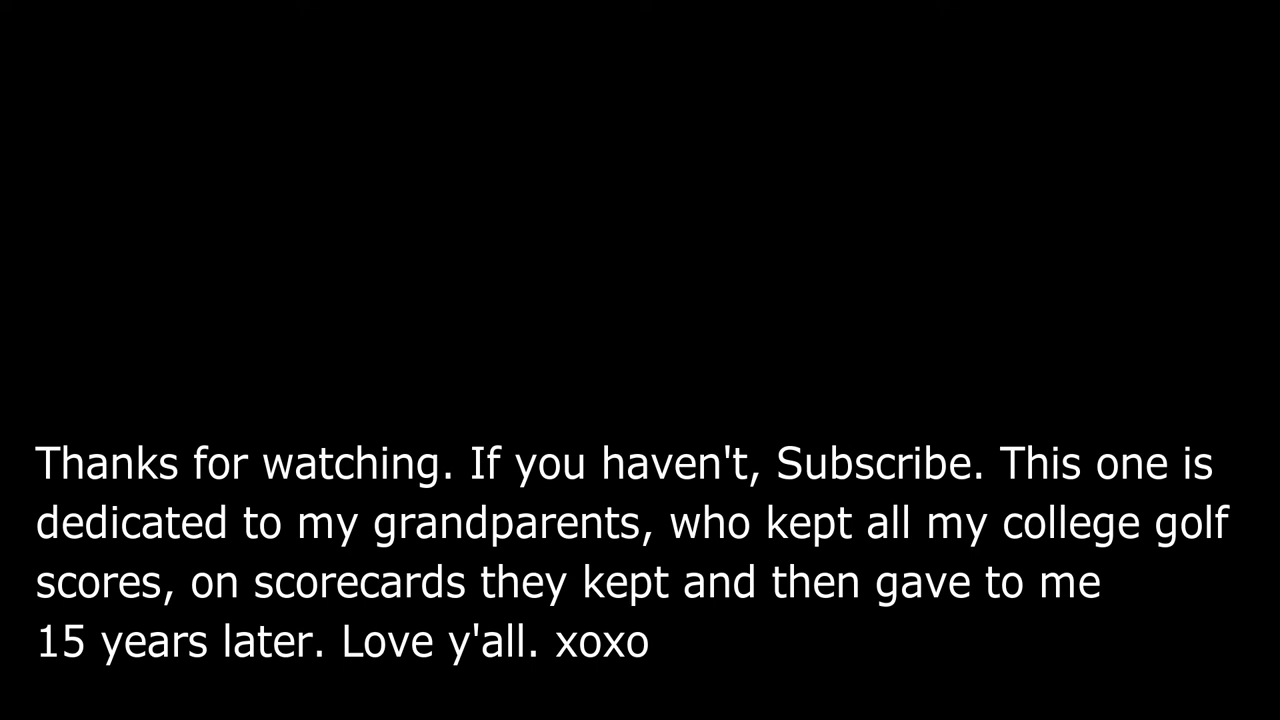 Thanks for watching. If you haven't, Subscribe. This one is
dedicated to my grandparents, who kept all my college golf
scores, on scorecards they kept and then gave to me
15 years later. Love y'all. xoxo